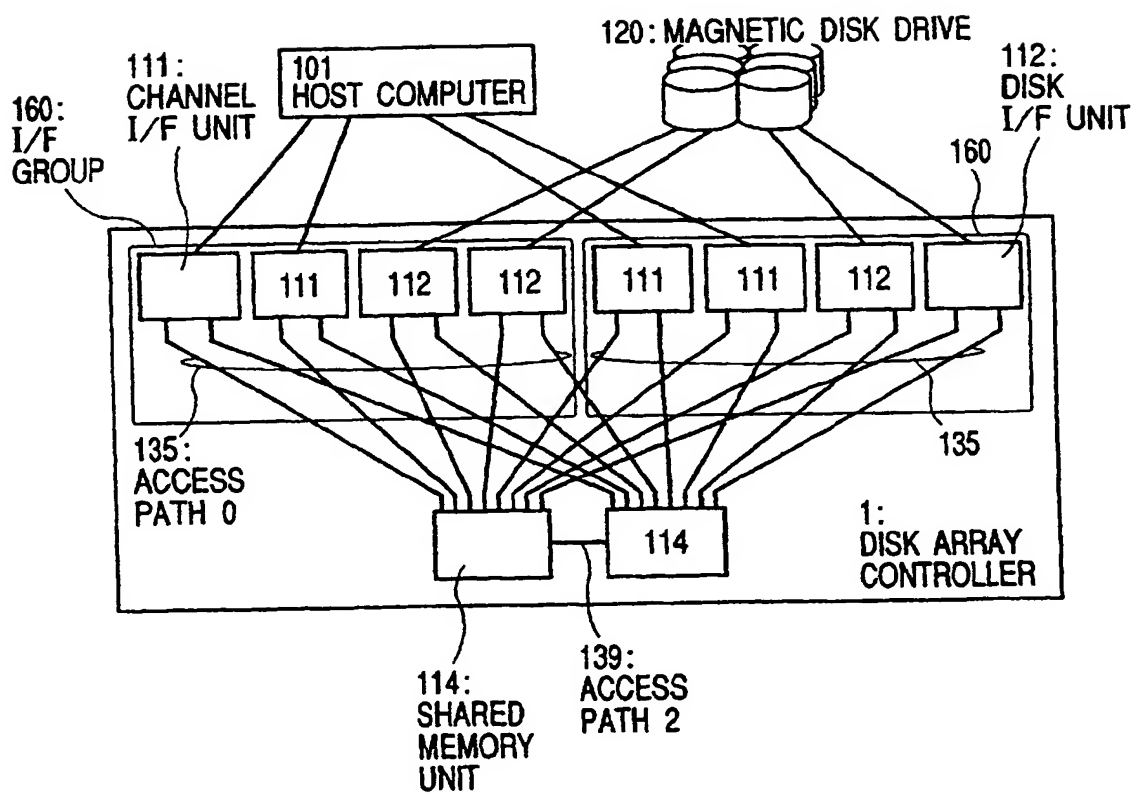 120: MAGNETIC DISK DRIVE
111:
CHANNEL
I/F UNIT
101
HOST COMPUTER
112:
DISK
I/F UNIT
160:
I/F
GROUP
160
111
112
112
111
111
112
135:
ACCESS
PATH 0
135
114
1:
DISK ARRAY
CONTROLLER
114:
SHARED
MEMORY
UNIT
139:
ACCESS
PATH 2